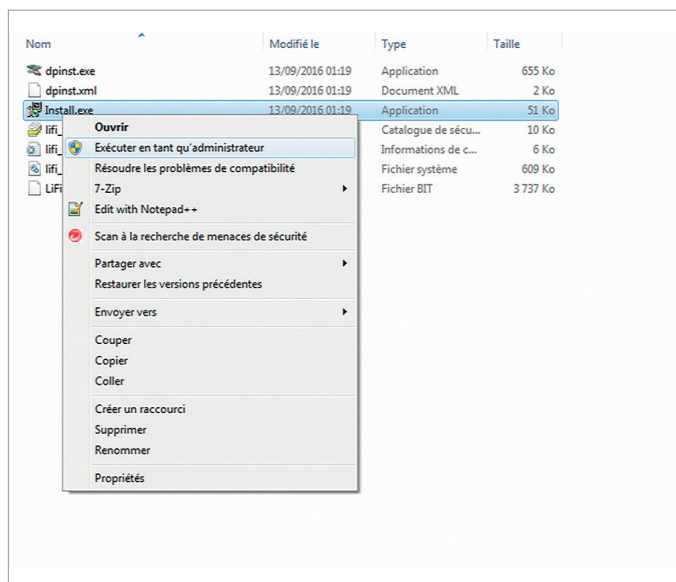 Nom Modifié le Type Taille
dpinst.exe 13/09/2016 01:19 Application 655 Ko
dpinst.xml 13/09/2016 01:19 Document XML 2 Ko
Install.exe 13/09/2016 01:19 Application 51 Ko
lifi_ Catalogue de sécu... 10 Ko
lifi_ Informations de c... 6 Ko
lifi_ Fichier système 609 Ko
LiFi Fichier BIT 3 737 Ko
Ouvrir
Exécuter en tant qu'administrateur
Résoudre les problèmes de compatibilité
7-Zip
Edit with Notepad++
Scan à la recherche de menaces de sécurité
Partager avec
Restaurer les versions précédentes
Envoyer vers
Couper
Copier
Coller
Créer un raccourci
Supprimer
Renommer
Propriétés